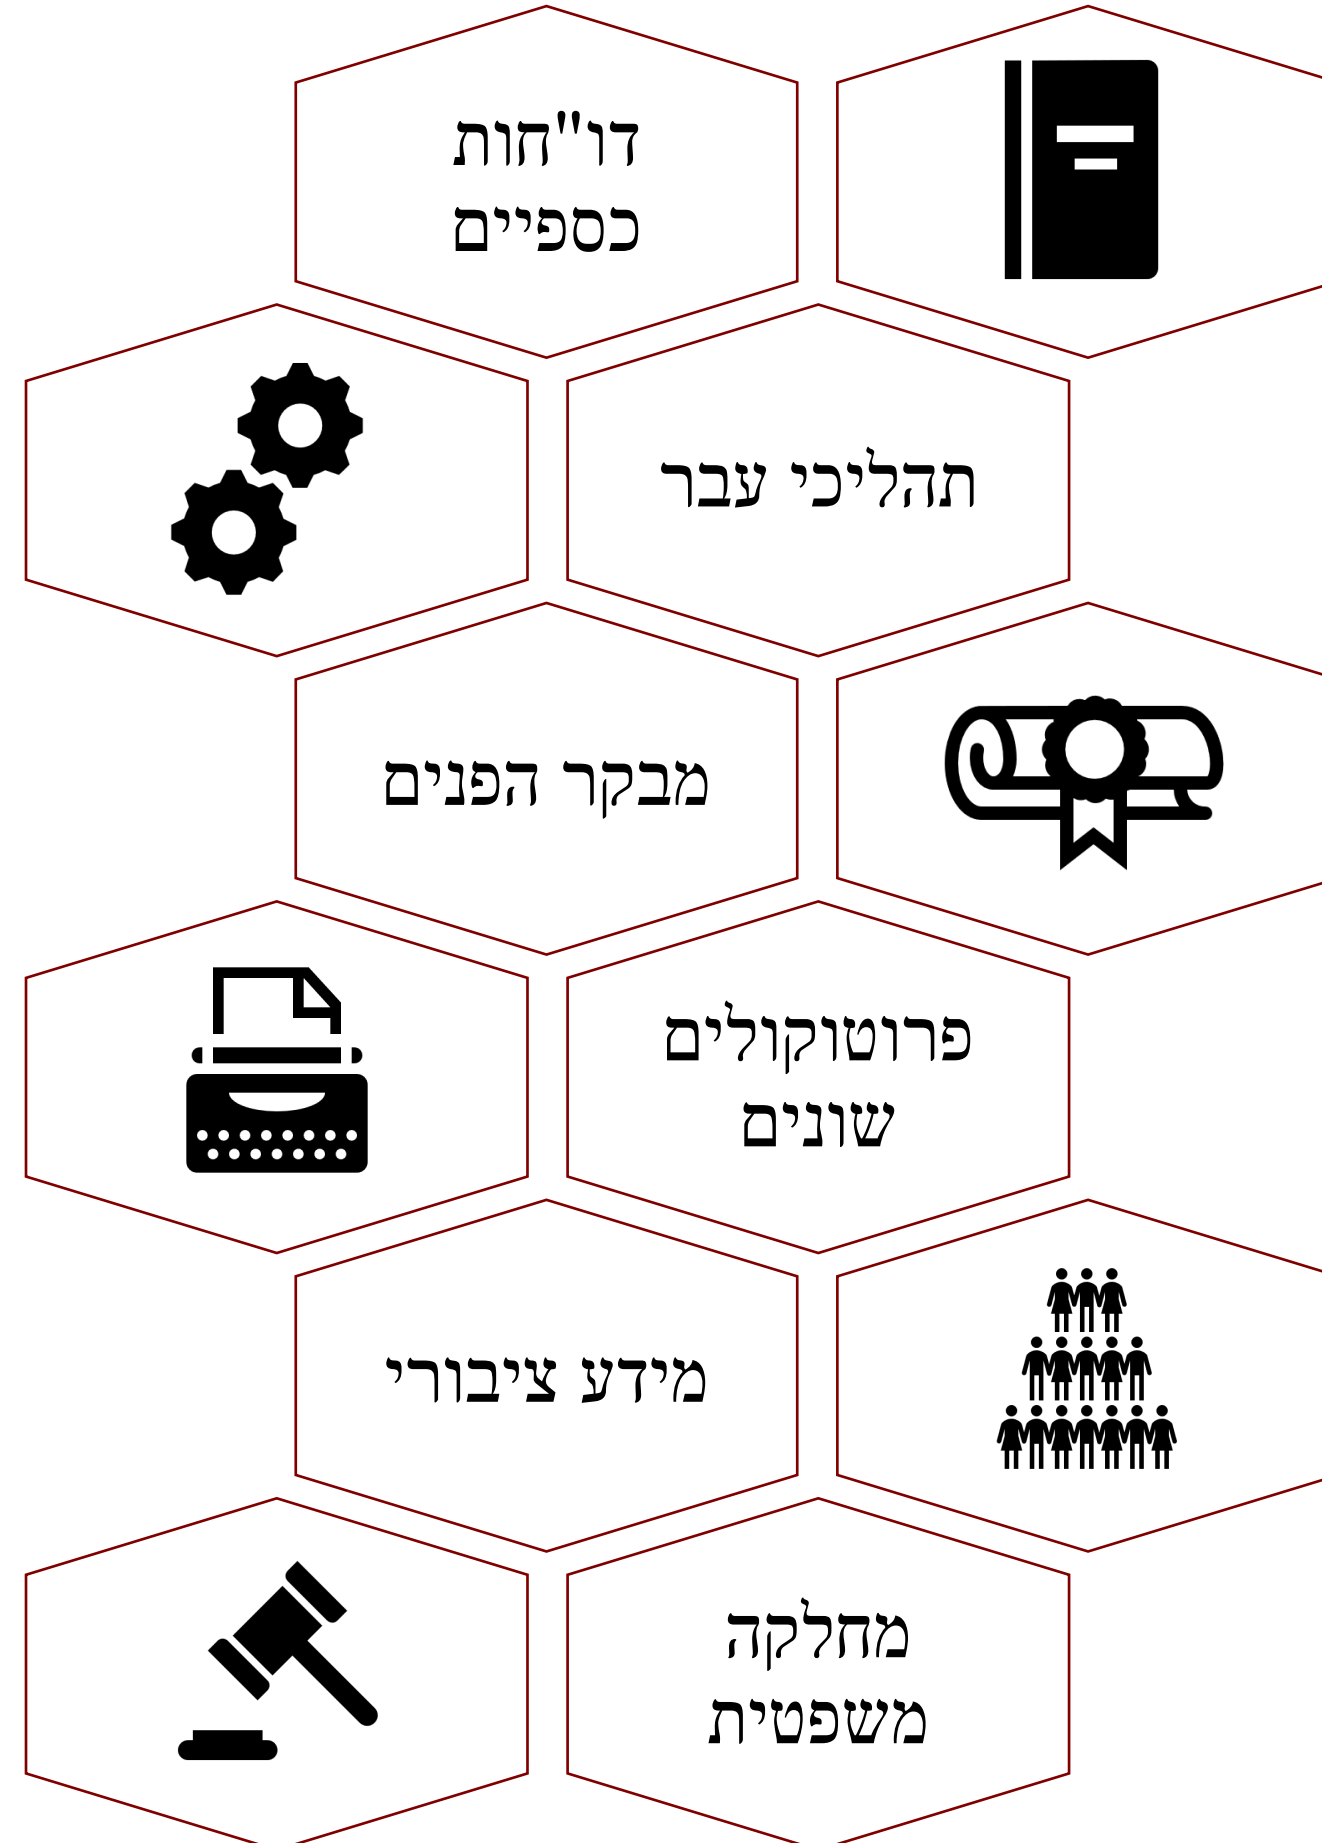 דו"חות
כספיים
תהליכי עבר
מבקר הפנים
פרוטוקולים
שונים
מידע ציבורי
מחלקה
משפטית